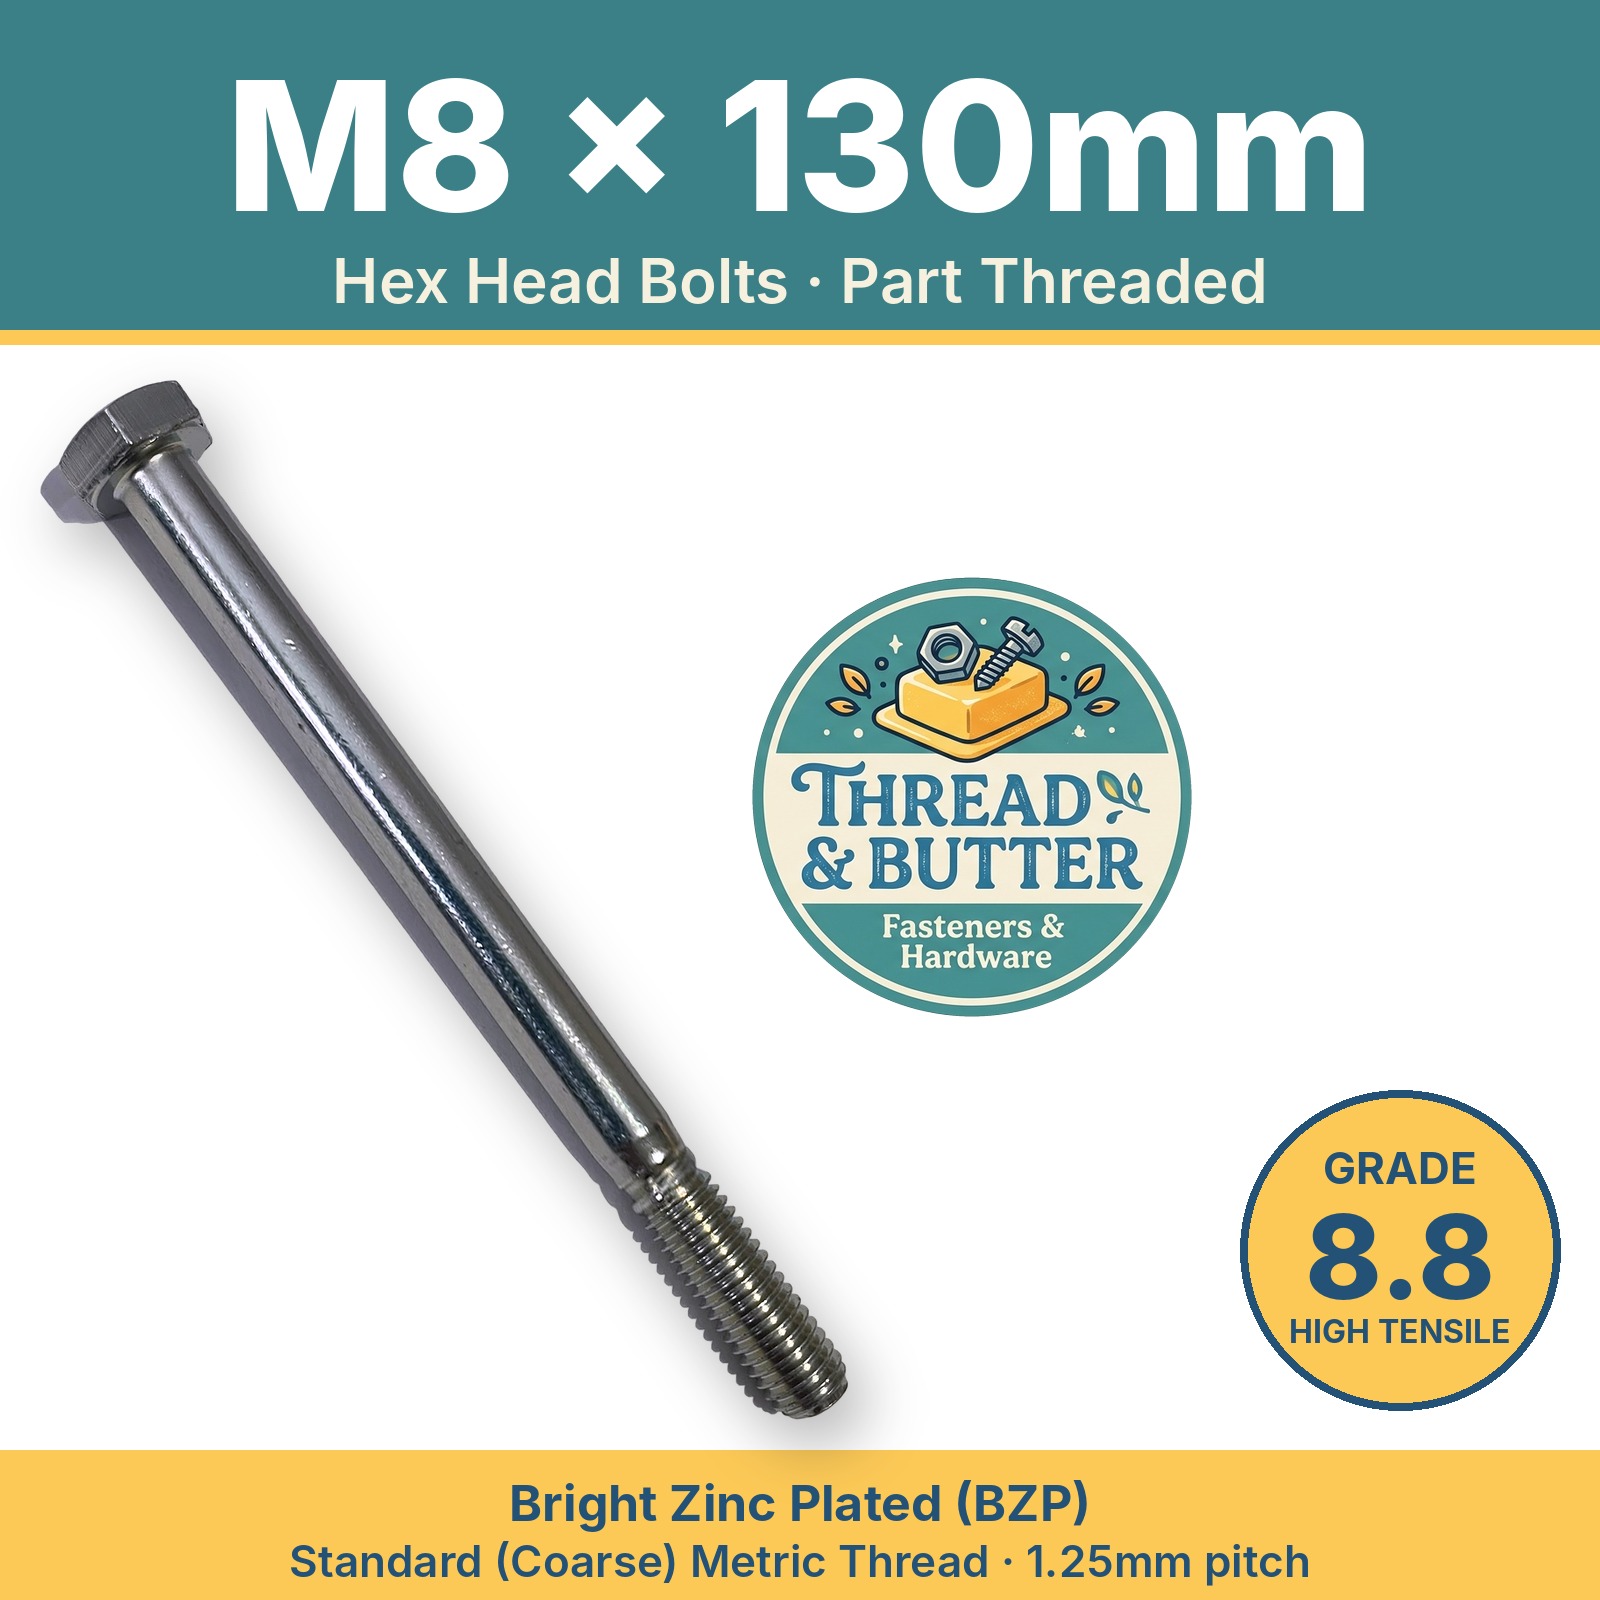 M8 × 130mm
Hex Head Bolts · Part Threaded
THREAD
& BUTTER
Fasteners &
Hardware
GRADE
8.8
HIGH TENSILE
Bright Zinc Plated (BZP)
Standard (Coarse) Metric Thread · 1.25mm pitch